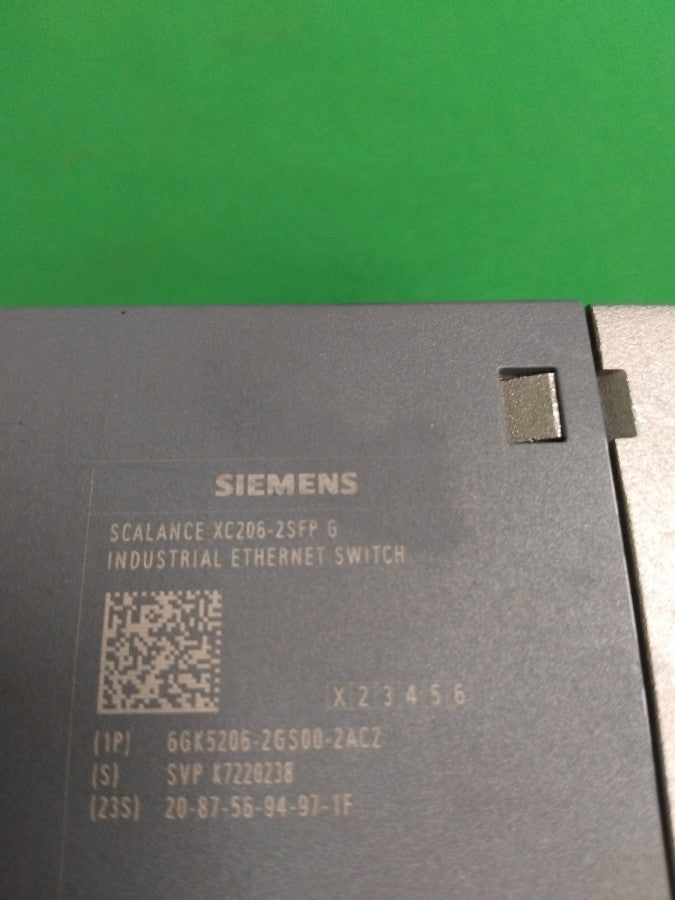 SIEMENS
SCALANCE XC206-2SFP G
INDUSTRIAL ETHERNET SWITCH
X 2 3 4 5 6
(1P) 6GK5206-2GS00-2AC2
(S) SVP K7220238
(23S) 20-87-56-94-97-1F